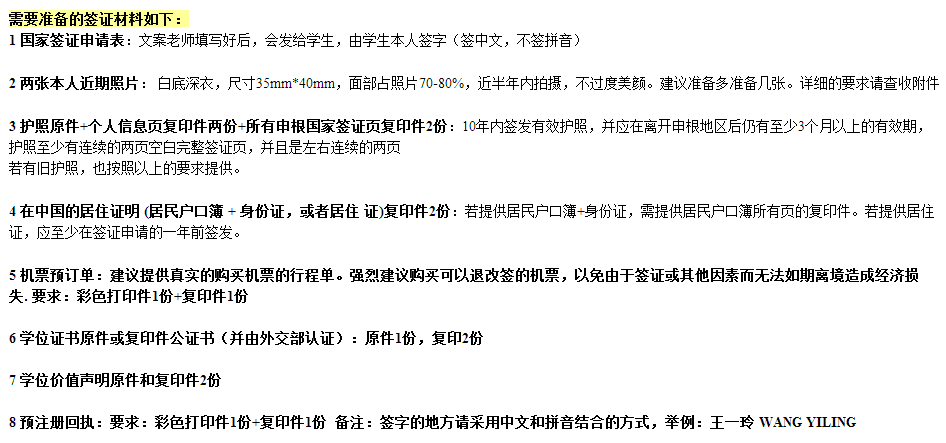 需要准备的签证材料如下：
1 国家签证申请表：文案老师填写好后，会发给学生，由学生本人签字（签中文，不签拼音）
2 两张本人近期照片： 白底深衣，尺寸35mm*40mm，面部占照片70-80%，近半年内拍摄，不过度美颜。建议准备多准备几张。详细的要求请查收附件
3 护照原件+个人信息页复印件两份+所有申根国家签证页复印件2份：10年内签发有效护照，并应在离开申根地区后仍有至少3个月以上的有效期，
护照至少有连续的两页空白完整签证页，并且是左右连续的两页
若有旧护照，也按照以上的要求提供。
4 在中国的居住证明 (居民户口簿 + 身份证，或者居住 证)复印件2份：若提供居民户口簿+身份证，需提供居民户口簿所有页的复印件。若提供居住
证，应至少在签证申请的一年前签发。
5 机票预订单：建议提供真实的购买机票的行程单。强烈建议购买可以退改签的机票，以免由于签证或其他因素而无法如期离境造成经济损
失. 要求：彩色打印件1份+复印件1份
6 学位证书原件或复印件公证书（并由外交部认证）：原件1份，复印2份
7 学位价值声明原件和复印件2份
8 预注册回执：要求：彩色打印件1份+复印件1份 备注：签字的地方请采用中文和拼音结合的方式，举例：王一玲 WANG YILING